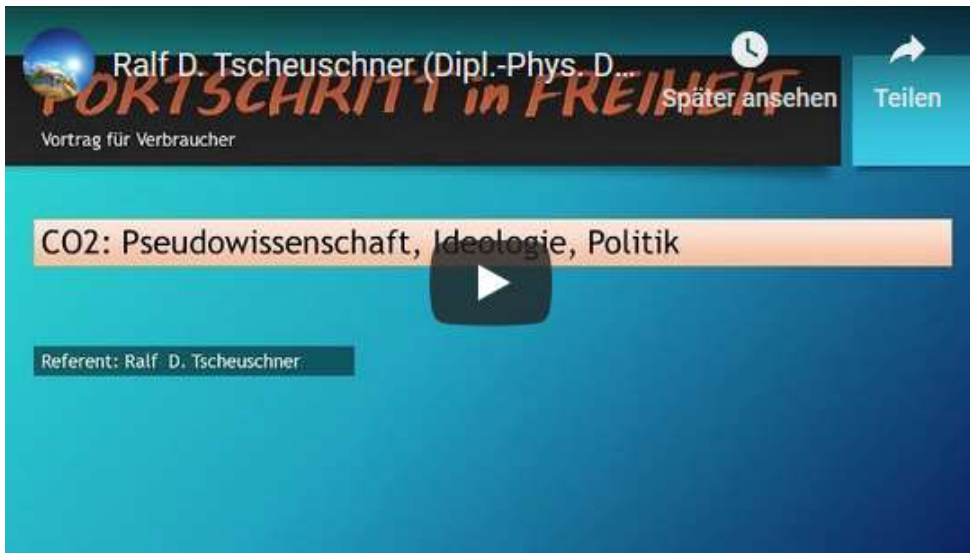 Ralf D. Tscheuschner (Dipl.-Phys. D...
FORTSCHRITT in FREIHEIT
Später ansehen
Teilen
Vortrag für Verbraucher
CO2: Pseudowissenschaft, Ideologie, Politik
Referent: Ralf D. Tscheuschner